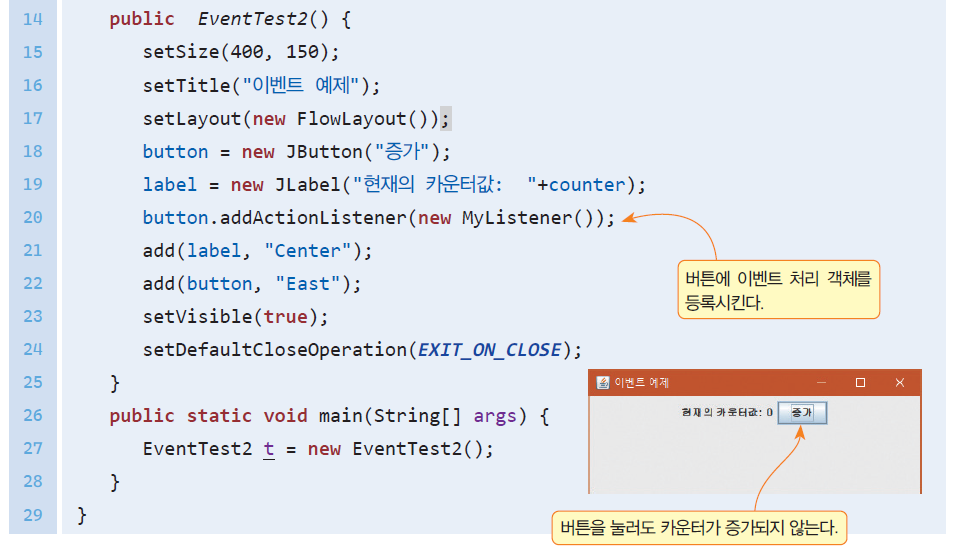 14 public EventTest2() {
15 setSize(400, 150);
16 setTitle("이벤트 예제");
17 setLayout(new FlowLayout());
18 button = new JButton("증가");
19 label = new JLabel("현재의 카운터값: "+counter);
20 button.addActionListener(new MyListener());
21 add(label, "Center");
22 add(button, "East");
23 setVisible(true);
24 setDefaultCloseOperation(EXIT_ON_CLOSE);
25 }
26 public static void main(String[] args) {
27 EventTest2 t = new EventTest2();
28 }
29 }
버튼에 이벤트 처리 객체를
등록시킨다.
이벤트 예제
현재의 카운터값: 0 증가
버튼을 눌러도 카운터가 증가되지 않는다.